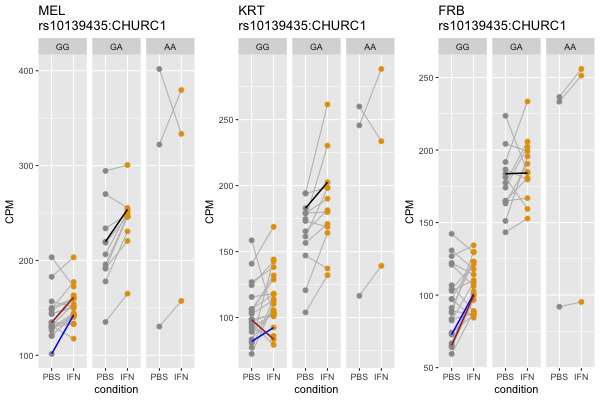 MEL
rs10139435:CHURC1
GG GA AA
400
300
200
100
CPM
PBS IFN PBS IFN PBS IFN
condition
KRT
rs10139435:CHURC1
GG GA AA
250
200
150
100
CPM
PBS IFN PBS IFN PBS IFN
condition
FRB
rs10139435:CHURC1
GG GA AA
250
200
150
100
50
CPM
PBS IFN PBS IFN PBS IFN
condition